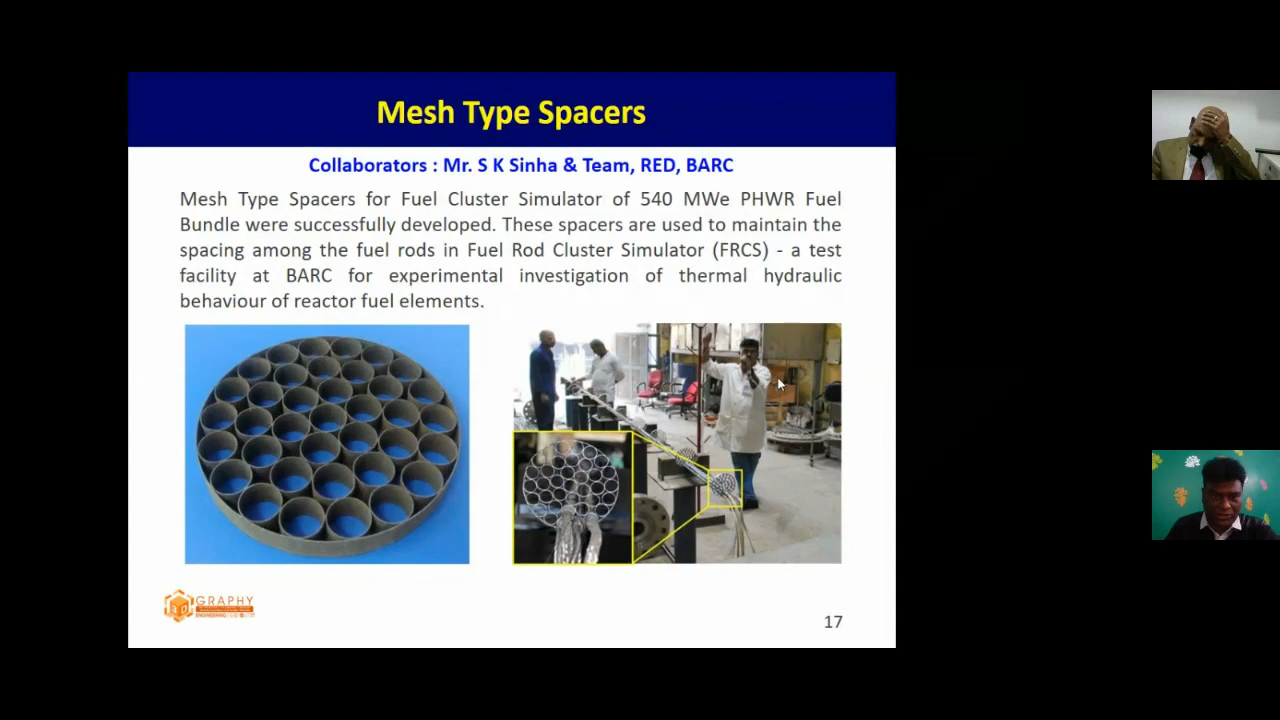 Mesh Type Spacers
Collaborators : Mr. S K Sinha & Team, RED, BARC
Mesh Type Spacers for Fuel Cluster Simulator of 540 MWe PHWR Fuel
Bundle were successfully developed. These spacers are used to maintain the
spacing among the fuel rods in Fuel Rod Cluster Simulator (FRCS) - a test
facility at BARC for experimental investigation of thermal hydraulic
behaviour of reactor fuel elements.
GRAPHY
17